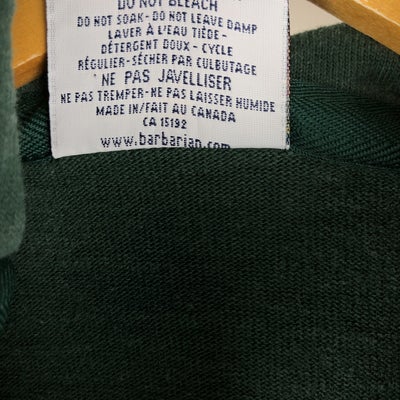 DO NOT BLEACH
DO NOT SOAK - DO NOT LEAVE DAMP
LAVER À L'EAU TIÈDE -
DÉTERGENT DOUX - CYCLE
RÉGULIER - SÉCHER PAR CULBUTAGE
NE PAS JAVELLISER
NE PAS TREMPER - NE PAS LAISSER HUMIDE
MADE IN/FAIT AU CANADA
CA 15192
www.barbarian.com